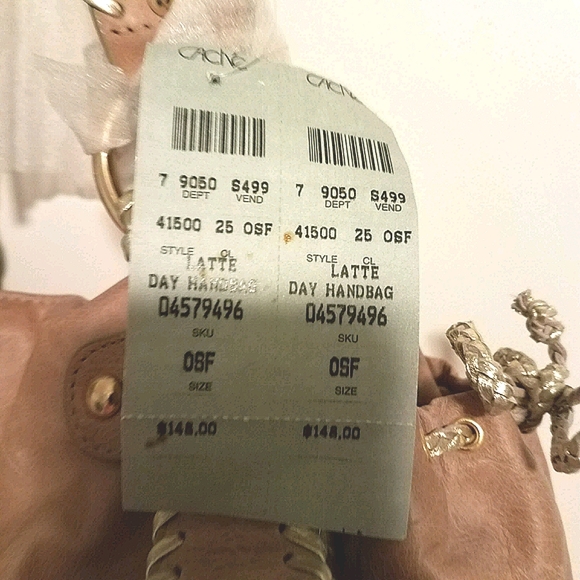 Caché
Caché
7 9050 S499
DEPT VEND
7 9050 S499
DEPT VEND
41500 25 OSF
STYLE CL
41500 25 OSF
STYLE CL
LATTE
DAY HANDBAG
LATTE
DAY HANDBAG
04579496
SKU
04579496
SKU
OSF
SIZE
OSF
SIZE
$148.00
$148.00